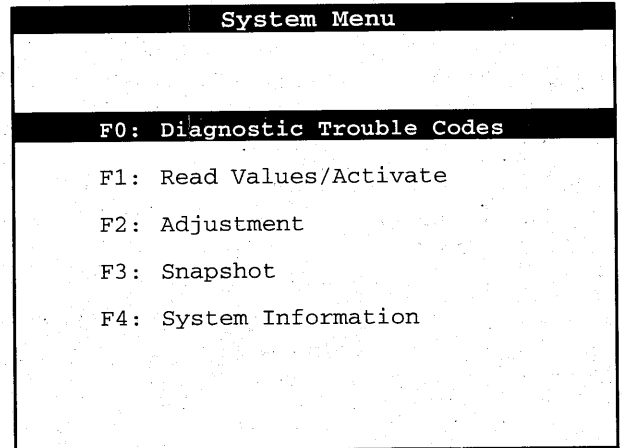 System Menu
F0: Diagnostic Trouble Codes
F1: Read Values/Activate
F2: Adjustment
F3: Snapshot
F4: System Information